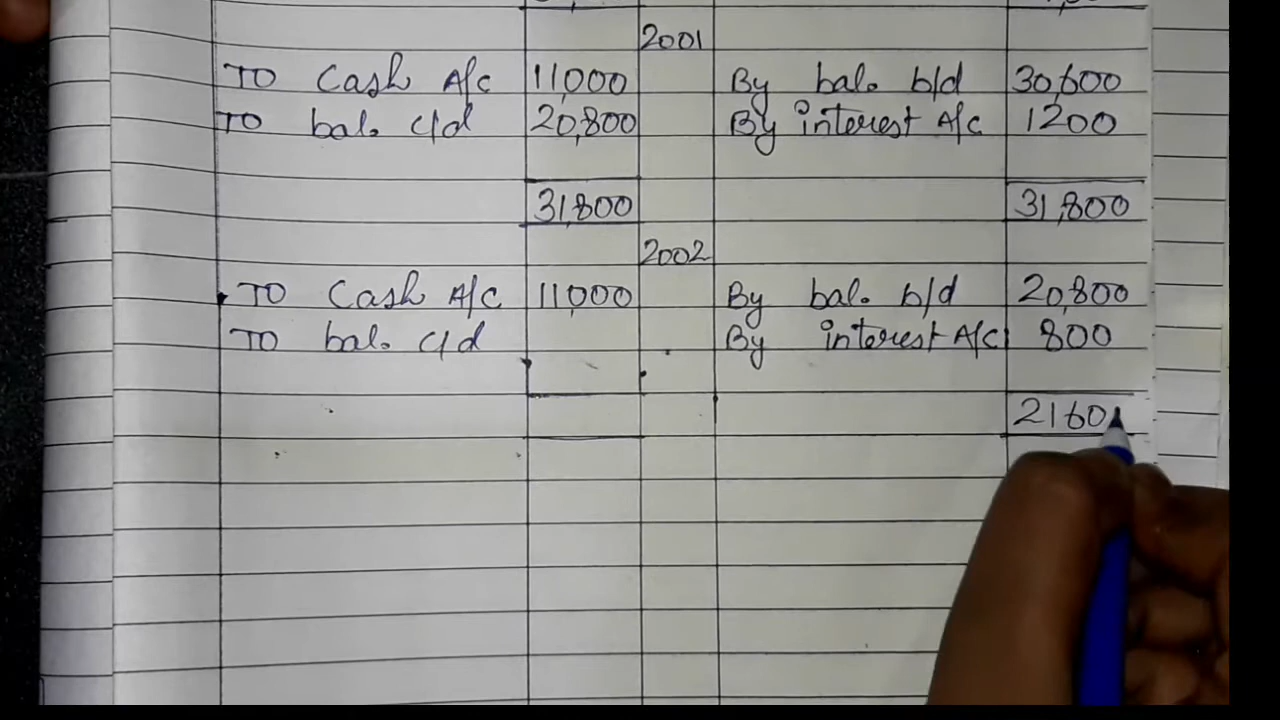 2001
TO Cash A/c 11,000 By bal. b/d 30,600
TO bal. c/d 20,800 By interest A/c 1200
31,800 31,800
2002
TO Cash A/c 11,000 By bal. b/d 20,800
TO bal. c/d By interest A/c 800
2160